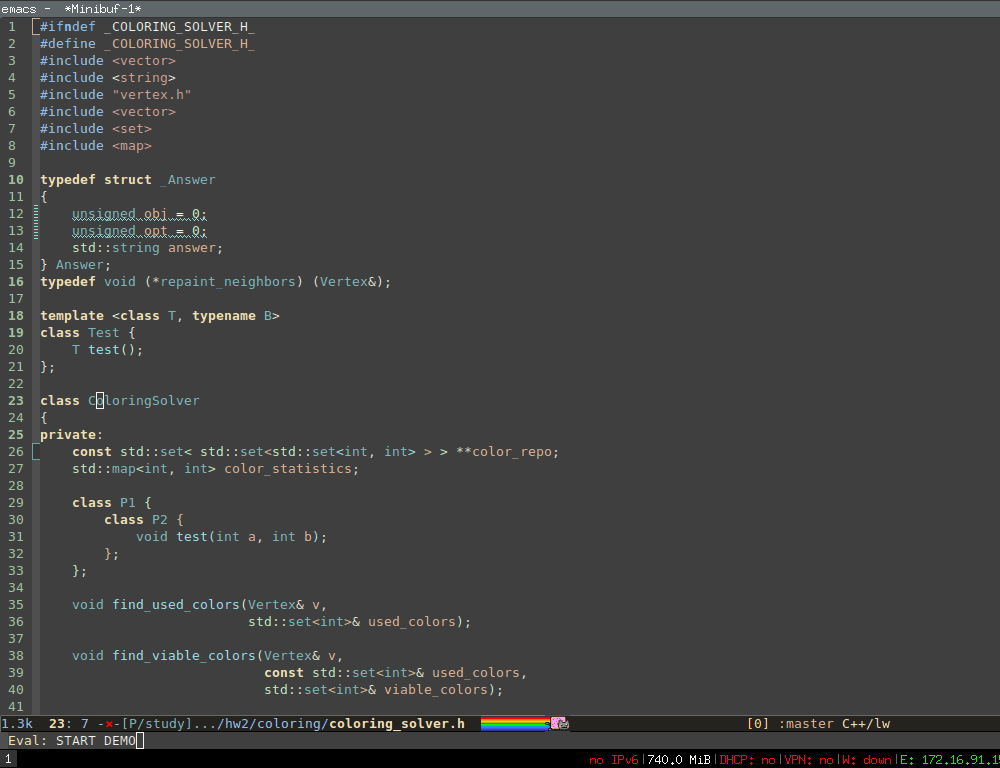 emacs - *Minibuf-1*
1 #ifndef _COLORING_SOLVER_H_
2 #define _COLORING_SOLVER_H_
3 #include <vector>
4 #include <string>
5 #include "vertex.h"
6 #include <vector>
7 #include <set>
8 #include <map>
9
10 typedef struct _Answer
11 {
12     unsigned obj = 0;
13     unsigned opt = 0;
14     std::string answer;
15 } Answer;
16 typedef void (*repaint_neighbors) (Vertex&);
17
18 template <class T, typename B>
19 class Test {
20     T test();
21 };
22
23 class ColoringSolver
24 {
25 private:
26     const std::set< std::set<std::set<int, int> > > **color_repo;
27     std::map<int, int> color_statistics;
28
29     class P1 {
30         class P2 {
31             void test(int a, int b);
32         };
33     };
34
35     void find_used_colors(Vertex& v,
36                           std::set<int>& used_colors);
37
38     void find_viable_colors(Vertex& v,
39                             const std::set<int>& used_colors,
40                             std::set<int>& viable_colors);
41
1.3k 23: 7 -×-[P/study].../hw2/coloring/coloring_solver.h [0] :master C++/lw
Eval: START DEMO
1 no IPv6|740.0 MiB|DHCP: no|VPN: no|W: down|E: 172.16.91.1